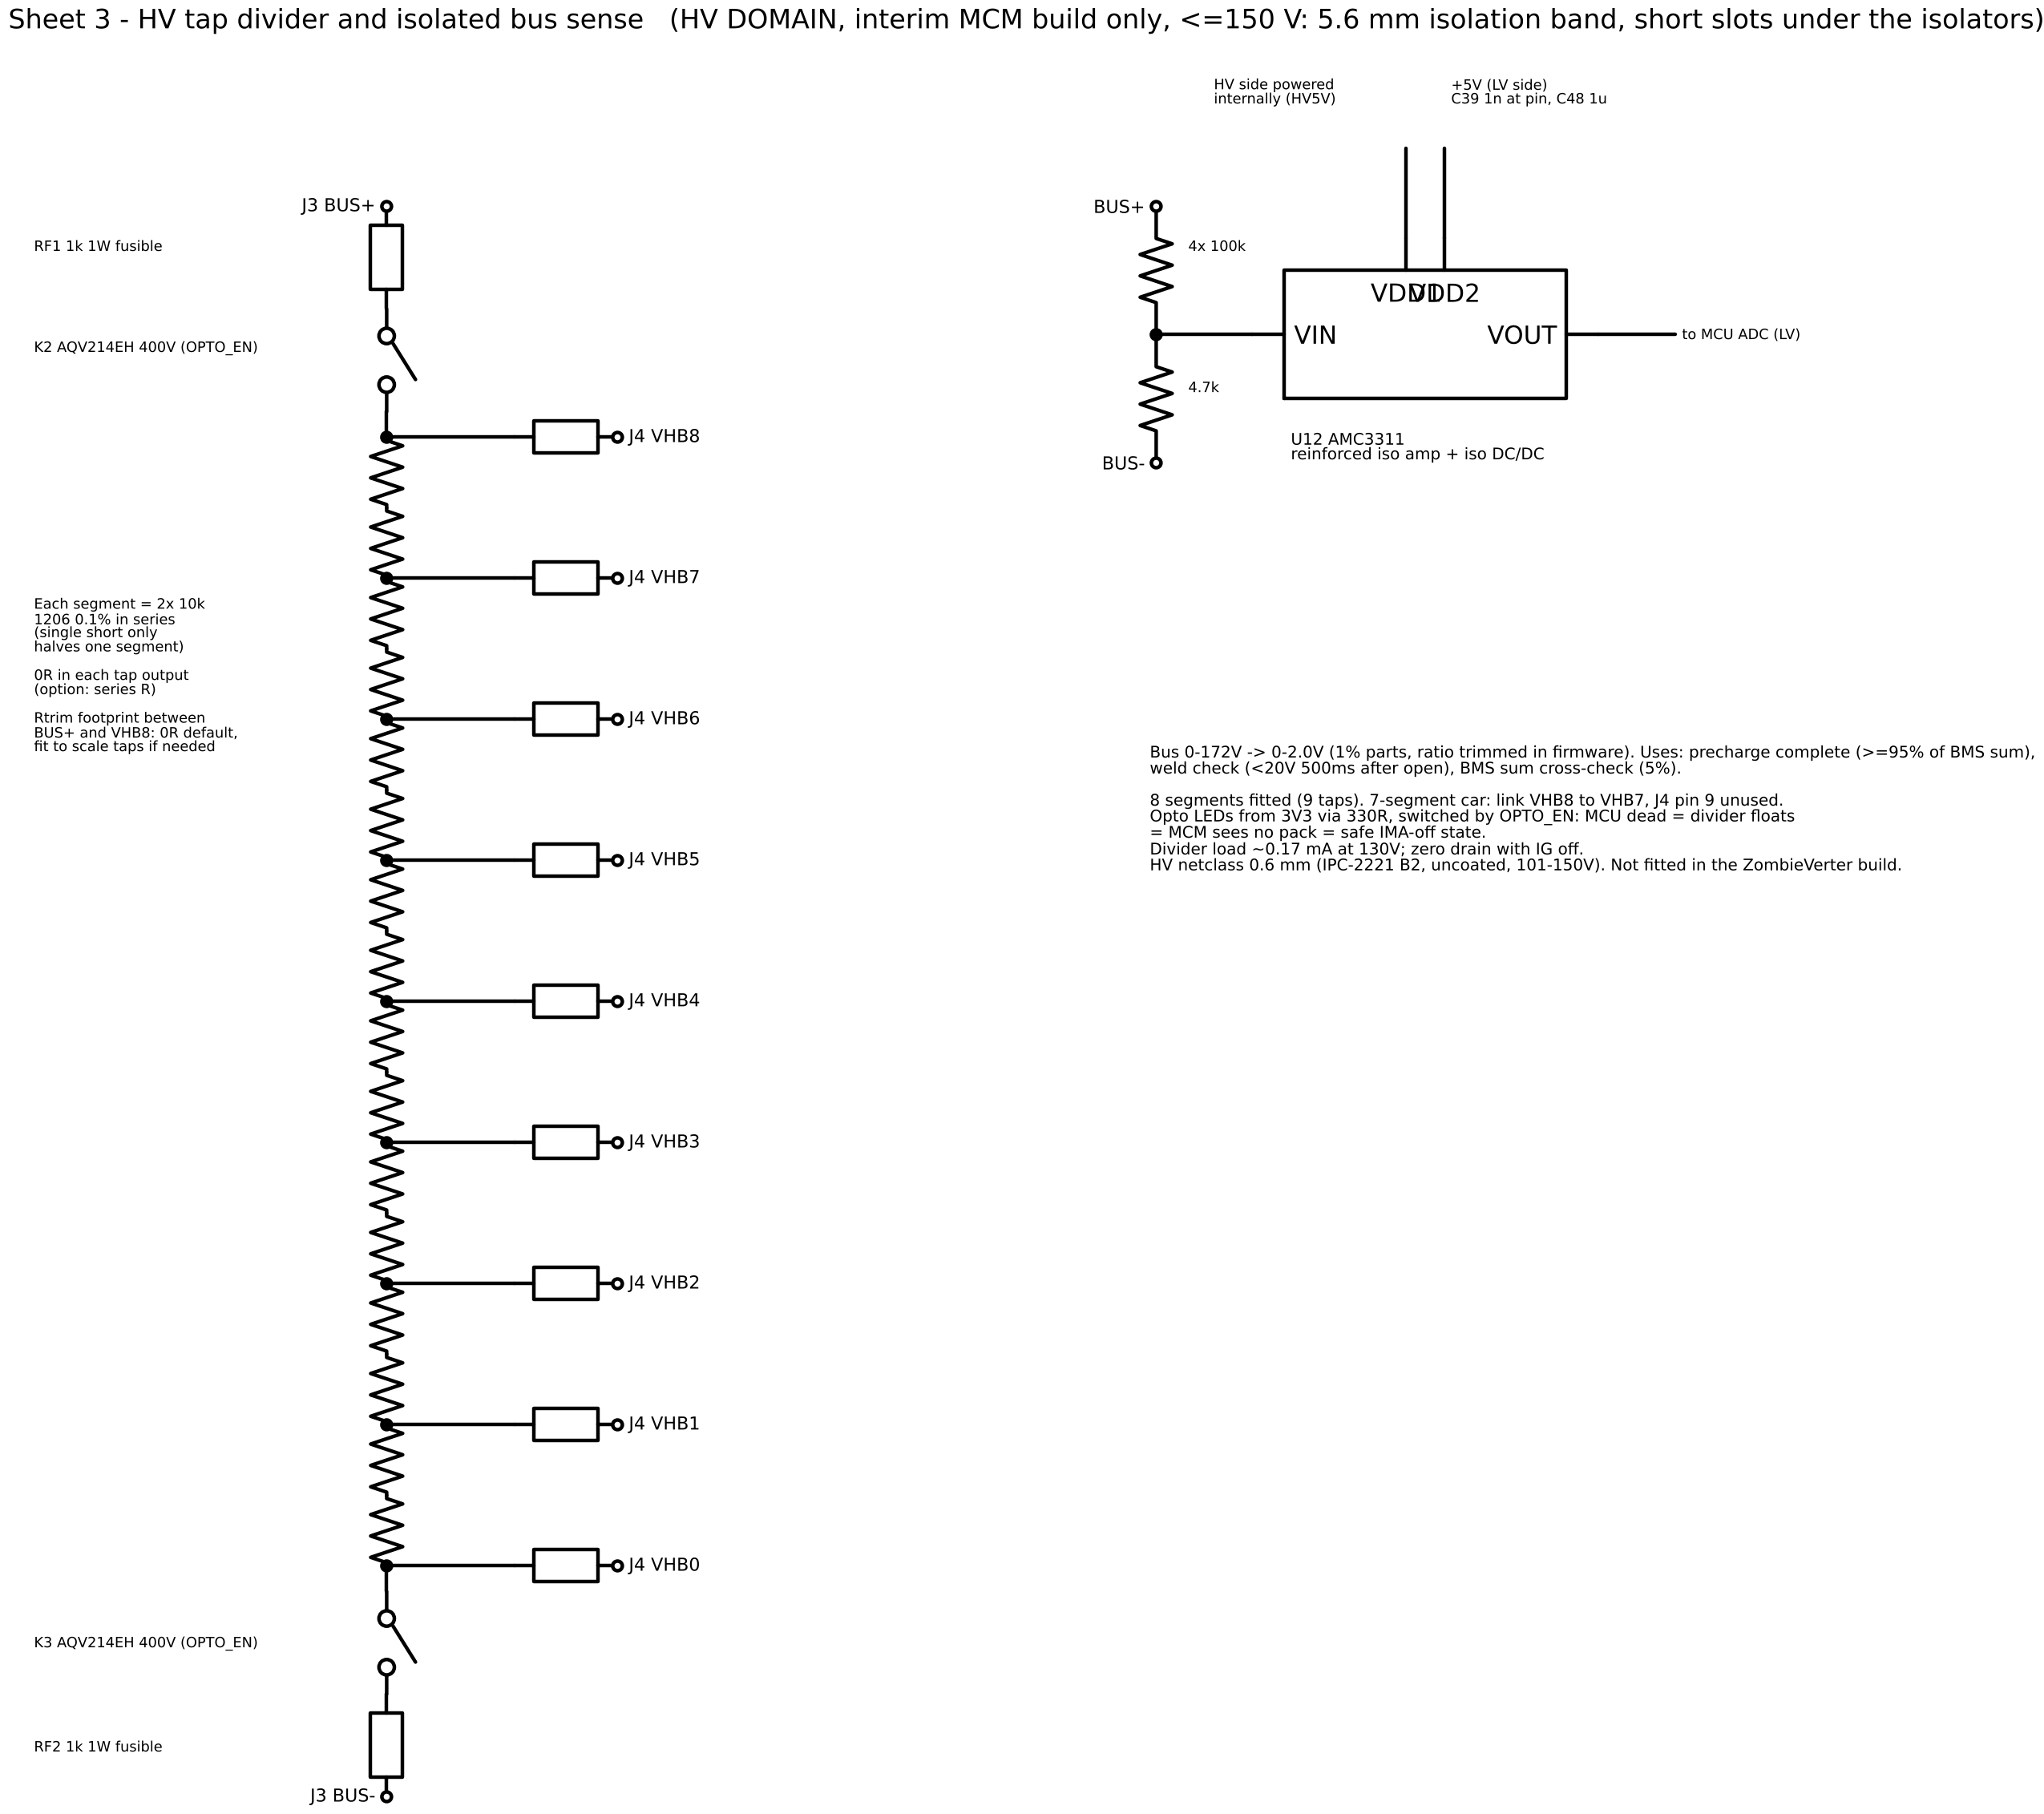 Sheet 3 - HV tap divider and isolated bus sense (HV DOMAIN, interim MCM build only, <=150 V: 5.6 mm isolation band, short slots under the isolators)
HV side powered
internally (HV5V)
+5V (LV side)
C39 1n at pin, C48 1u
J3 BUS+
RF1 1k 1W fusible
K2 AQV214EH 400V (OPTO_EN)
J4 VHB8
J4 VHB7
Each segment = 2x 10k
1206 0.1% in series
(single short only
halves one segment)
0R in each tap output
(option: series R)
Rtrim footprint between
BUS+ and VHB8: 0R default,
fit to scale taps if needed
J4 VHB6
J4 VHB5
J4 VHB4
J4 VHB3
J4 VHB2
J4 VHB1
J4 VHB0
K3 AQV214EH 400V (OPTO_EN)
RF2 1k 1W fusible
J3 BUS-
BUS+
4x 100k
VDD1
VDD2
VIN
VOUT
to MCU ADC (LV)
4.7k
BUS-
U12 AMC3311
reinforced iso amp + iso DC/DC
Bus 0-172V -> 0-2.0V (1% parts, ratio trimmed in firmware). Uses: precharge complete (>=95% of BMS sum),
weld check (<20V 500ms after open), BMS sum cross-check (5%).
8 segments fitted (9 taps). 7-segment car: link VHB8 to VHB7, J4 pin 9 unused.
Opto LEDs from 3V3 via 330R, switched by OPTO_EN: MCU dead = divider floats
= MCM sees no pack = safe IMA-off state.
Divider load ~0.17 mA at 130V; zero drain with IG off.
HV netclass 0.6 mm (IPC-2221 B2, uncoated, 101-150V). Not fitted in the ZombieVerter build.